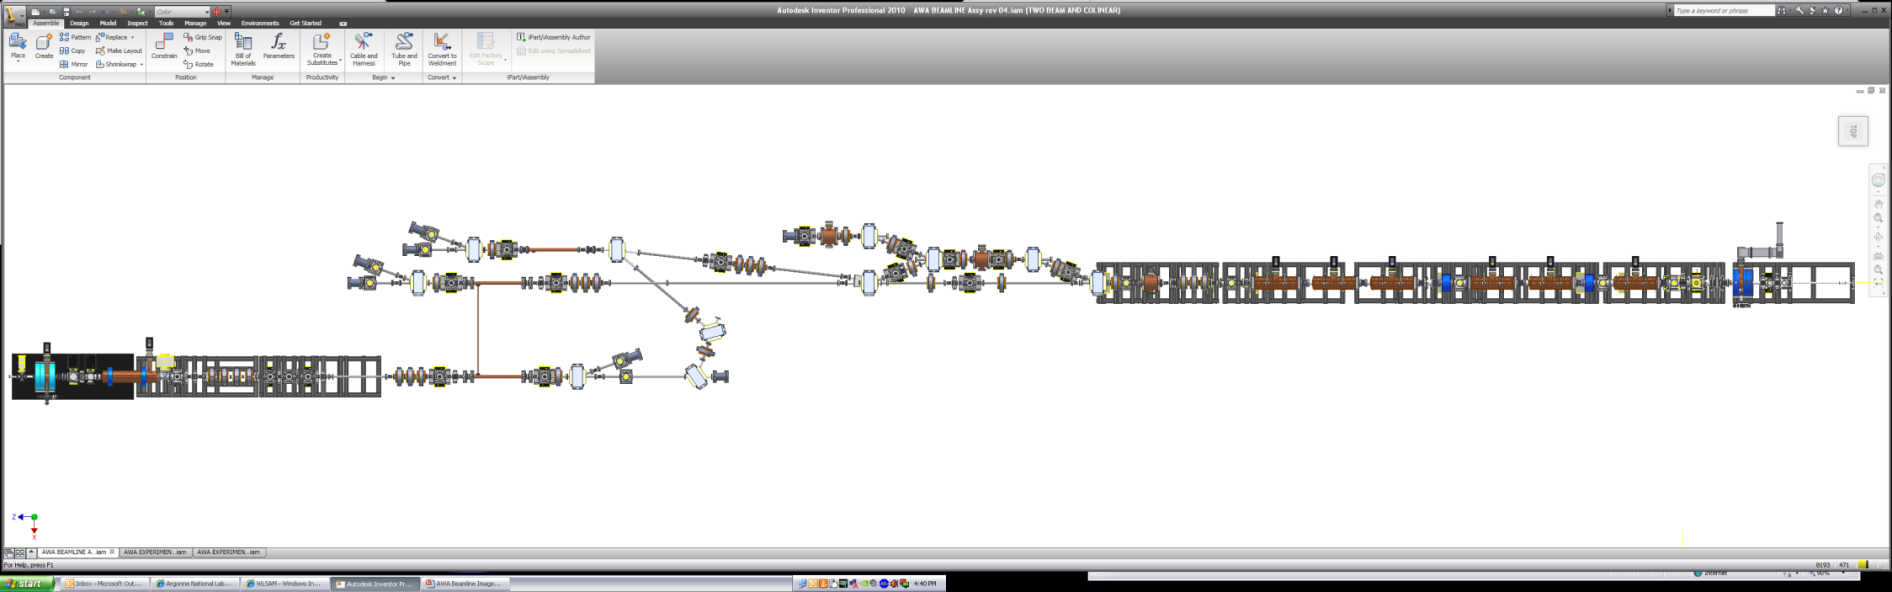 Autodesk Inventor Professional 2010 AWA BEAMLINE Assy rev 04.iam (TWO BEAM AND COLINEAR)
Type a keyword or phrase
Color
PRO
Assemble Design Model Inspect Tools Manage View Environments Get Started
Place
Create
Pattern
Copy
Mirror
Replace
Make Layout
Shrinkwrap
Component
Constrain
Grip Snap
Move
Rotate
Position
Bill of
Materials
fx
Parameters
Manage
Create
Substitutes
Productivity
Cable and
Harness
Tube and
Pipe
Begin
Convert to
Weldment
Convert
Edit Factory
Scope
iPart/iAssembly Author
Edit using Spreadsheet
iPart/iAssembly
TOP
Z
X
AWA BEAMLINE A...iam AWA EXPERIMEN...iam AWA EXPERIMEN...iam
For Help, press F1
8193 471
start
Inbox - Microsoft Out...
Argonne National Lab...
WLSAM - Windows In...
Autodesk Inventor Pr...
AWA Beamline Image...
4:40 PM
Internet
90%